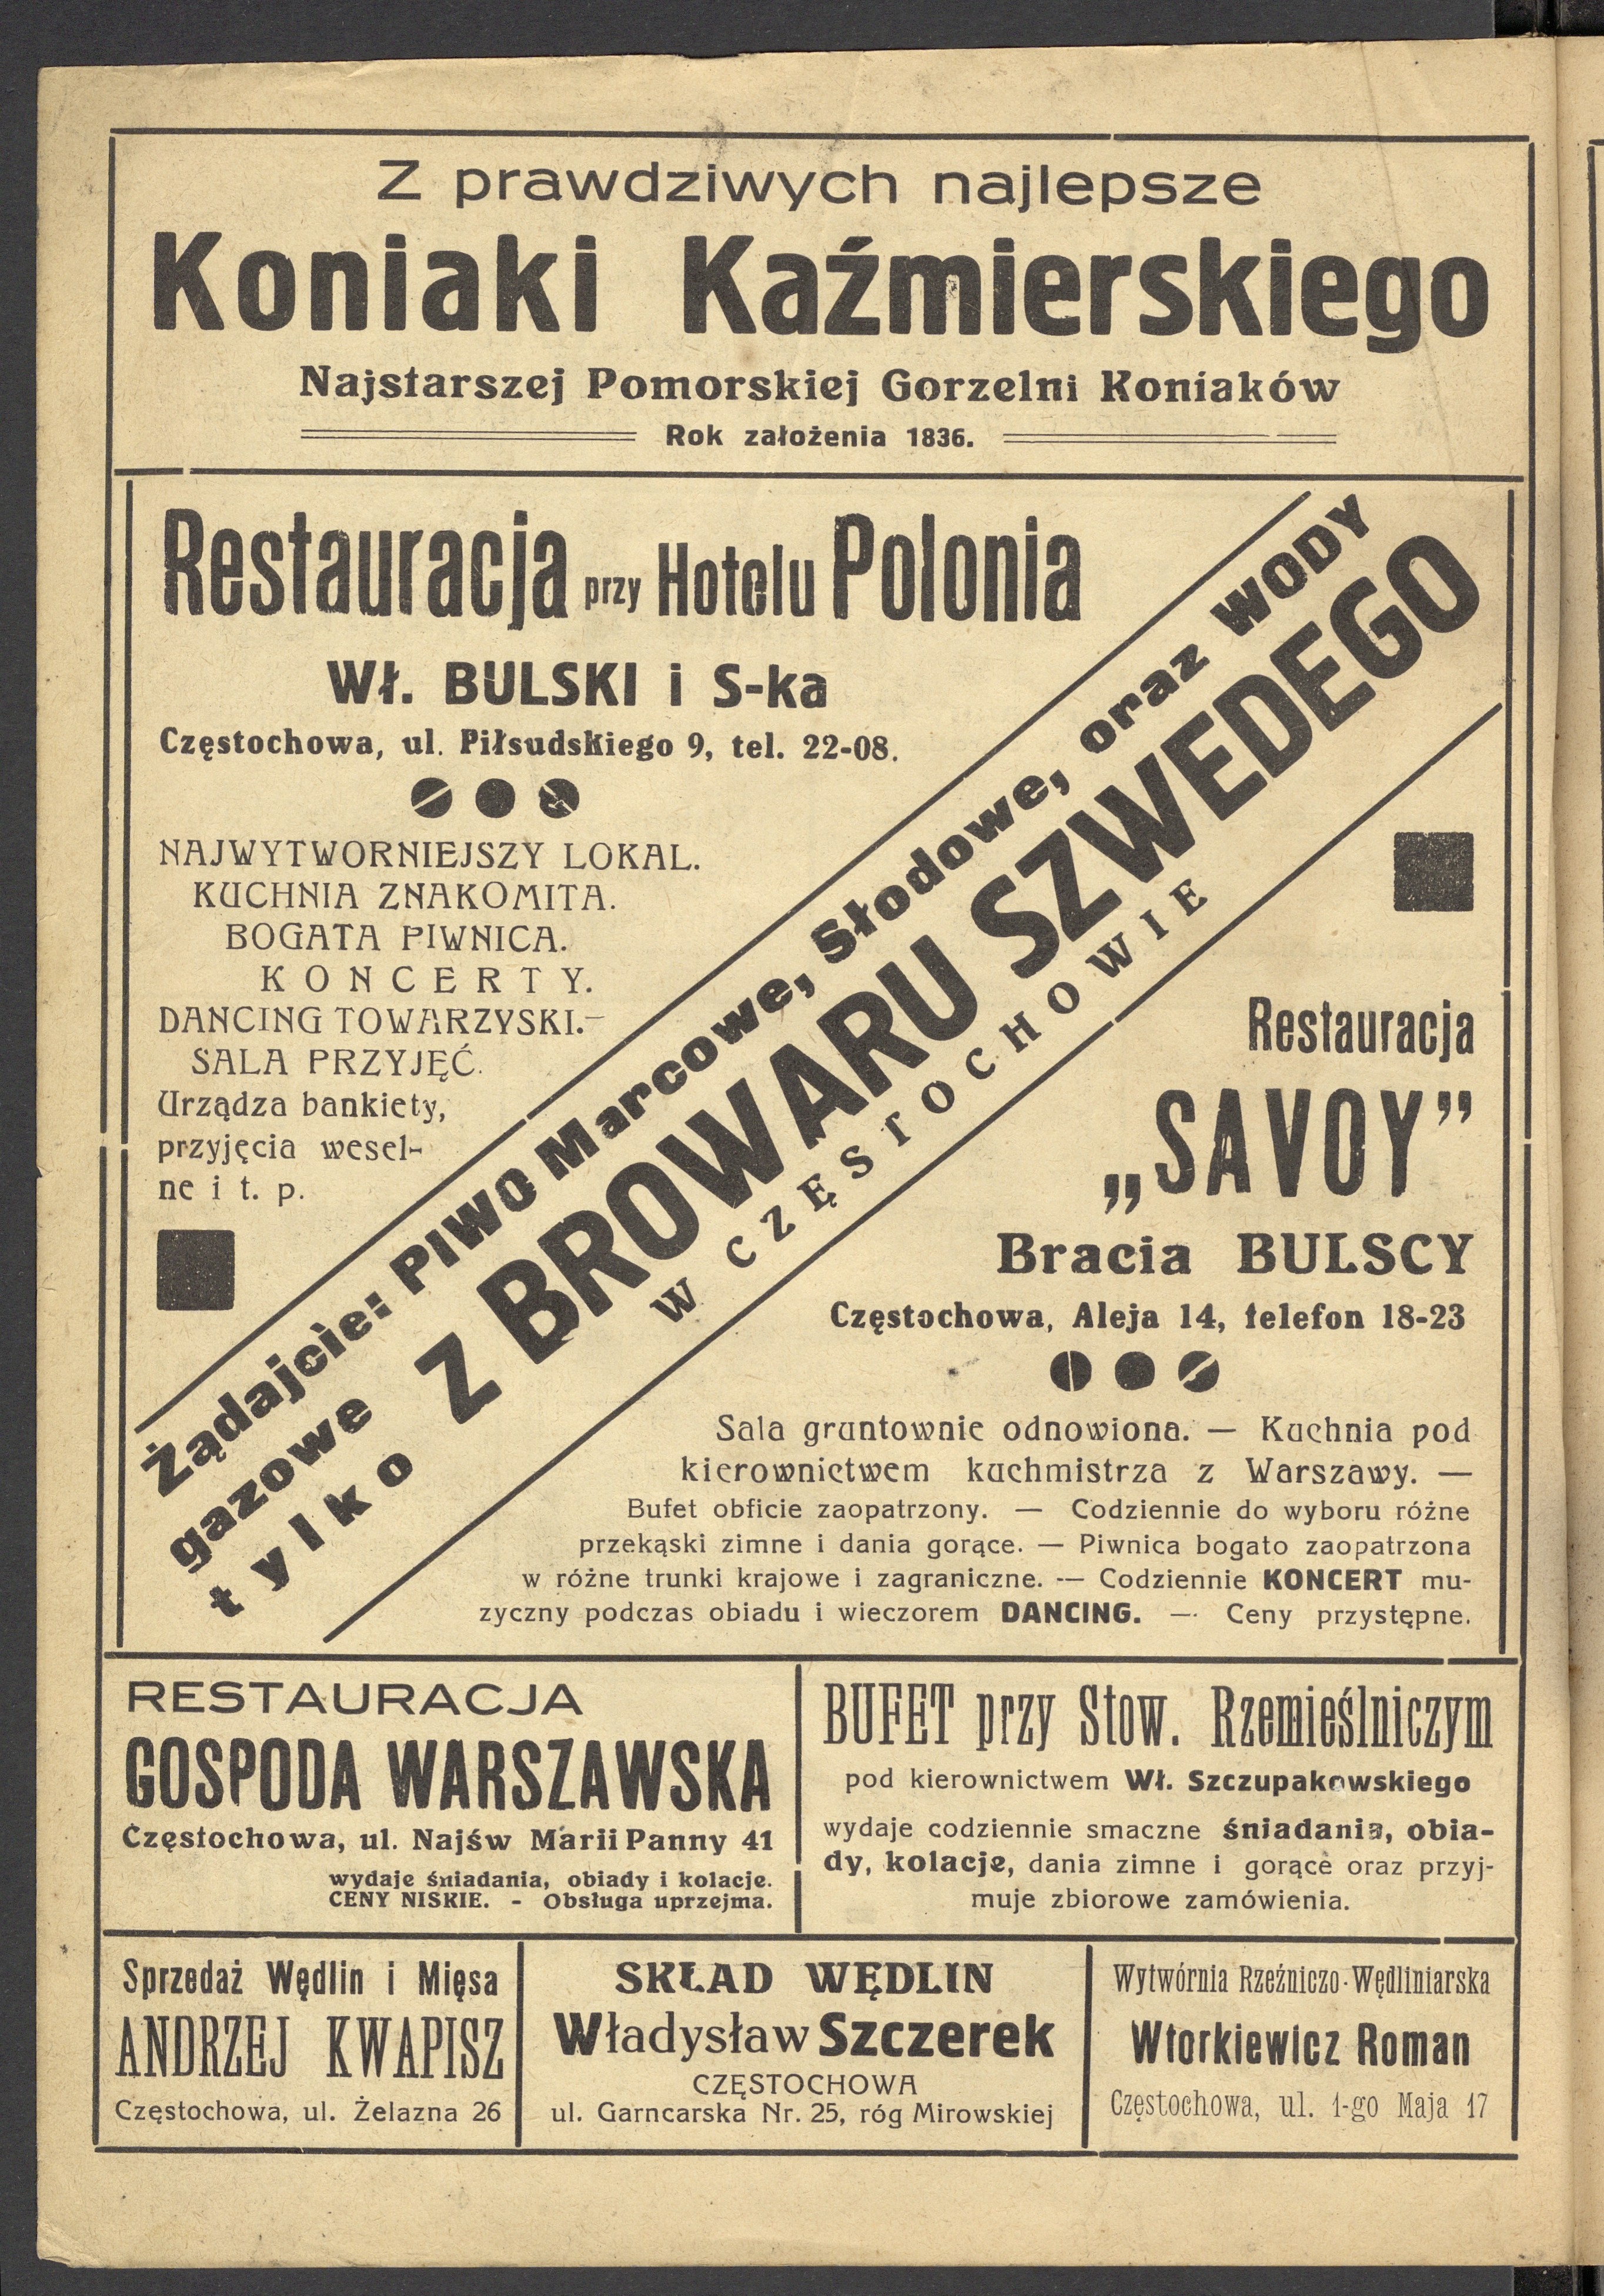 Z prawdziwych najlepsze
Koniaki Kaźmierskiego
Najstarszej Pomorskiej Gorzelni Koniaków
Rok założenia 1836.
Restauracja przy Hotelu Polonia
Wł. BULSKI i S-ka
Częstochowa, ul. Piłsudskiego 9, tel. 22-08.
NAJWYTWORNIEJSZY LOKAL.
KUCHNIA ZNAKOMITA.
BOGATA PIWNICA.
KONCERTY.
DANCING TOWARZYSKI.—
SALA PRZYJĘĆ.
Urządza bankiety,
przyjęcia wesel-
ne i t. p.
Żądajcie: PIWO Marcowe, Słodowe, oraz WODY
gazowe
tylko Z BROWARU SZWEDEGO
W CZĘSTOCHOWIE
Restauracja
„SAVOY”
Bracia BULSCY
Częstochowa, Aleja 14, telefon 18-23
Sala gruntownie odnowiona. — Kuchnia pod
kierownictwem kuchmistrza z Warszawy. —
Bufet obficie zaopatrzony. — Codziennie do wyboru różne
przekąski zimne i dania gorące. — Piwnica bogato zaopatrzona
w różne trunki krajowe i zagraniczne. — Codziennie KONCERT mu-
zyczny podczas obiadu i wieczorem DANCING. — Ceny przystępne.
RESTAURACJA
GOSPODA WARSZAWSKA
Częstochowa, ul. Najśw Marii Panny 41
wydaje śniadania, obiady i kolacje.
CENY NISKIE. - Obsługa uprzejma.
BUFET przy Stow. Rzemieślniczym
pod kierownictwem Wł. Szczupakowskiego
wydaje codziennie smaczne śniadania, obia-
dy, kolacje, dania zimne i gorące oraz przyj-
muje zbiorowe zamówienia.
Sprzedaż Wędlin i Mięsa
ANDRZEJ KWAPISZ
Częstochowa, ul. Żelazna 26
SKŁAD WĘDLIN
Władysław Szczerek
CZĘSTOCHOWA
ul. Garncarska Nr. 25, róg Mirowskiej
Wytwórnia Rzeźniczo-Wędliniarska
Wtorkiewicz Roman
Częstochowa, ul. 1-go Maja 17